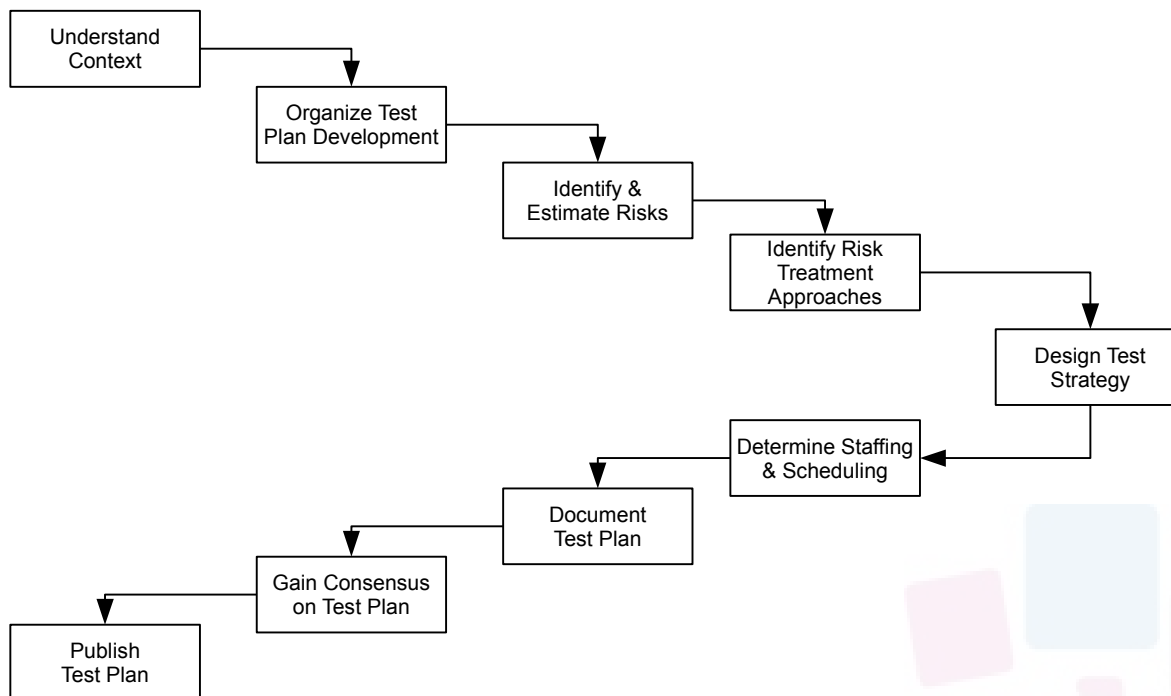 Understand
Context
Organize Test
Plan Development
Identify &
Estimate Risks
Identify Risk
Treatment
Approaches
Design Test
Strategy
Determine Staffing
& Scheduling
Document
Test Plan
Gain Consensus
on Test Plan
Publish
Test Plan